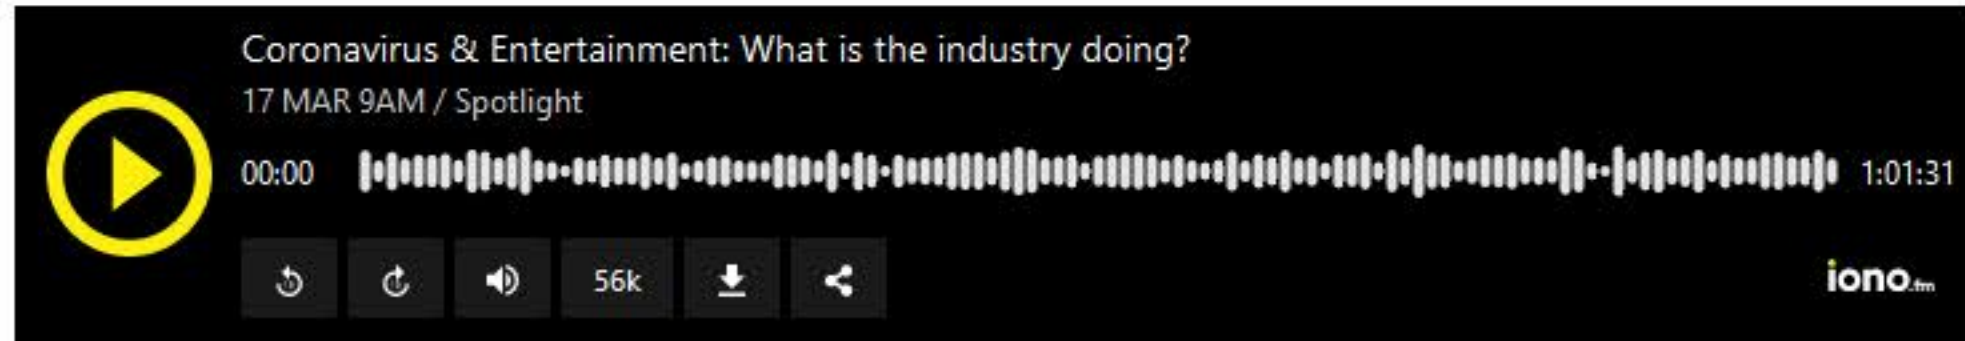 Coronavirus & Entertainment: What is the industry doing?
17 MAR 9AM / Spotlight
00:00 1:01:31
56k
iono.fm